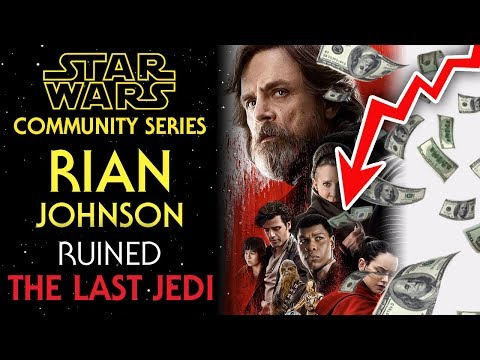 STAR
WARS
COMMUNITY SERIES
RIAN
JOHNSON
RUINED
THE LAST JEDI